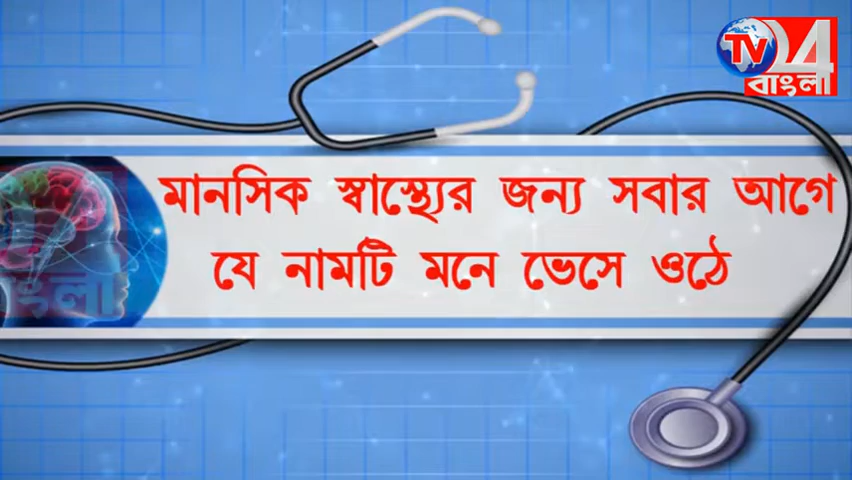 TV 24
বাংলা
মানসিক স্বাস্থ্যের জন্য সবার আগে
যে নামটি মনে ভেসে ওঠে
বাংলা